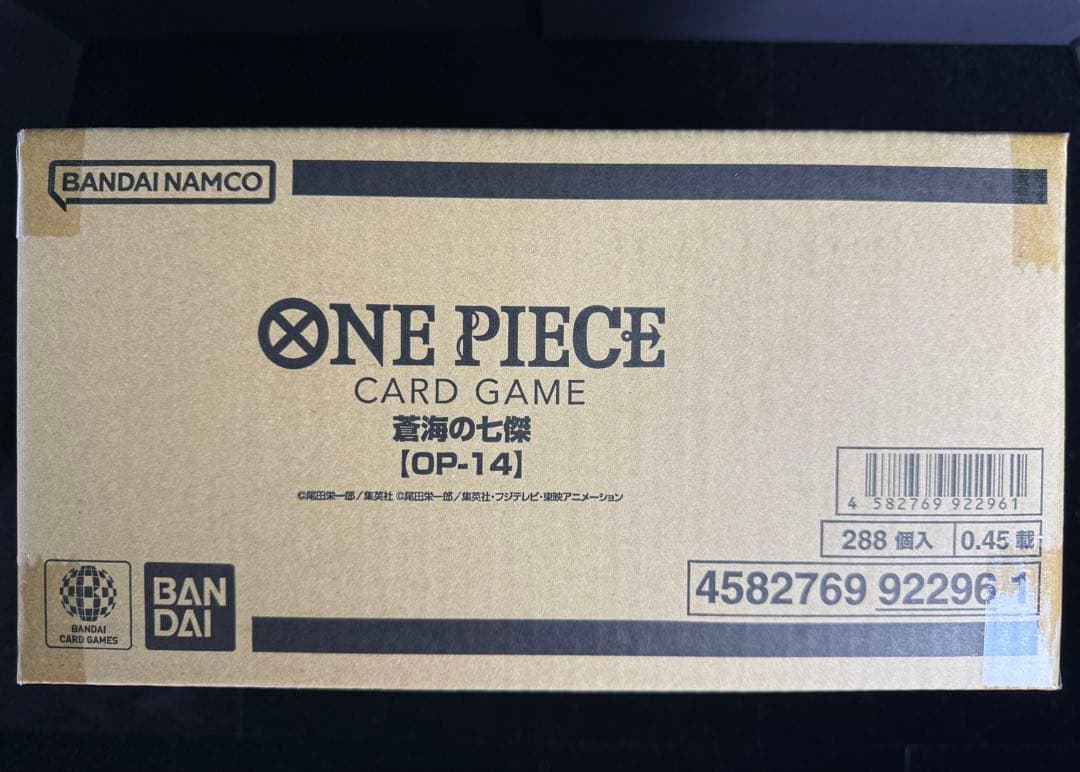 BANDAI NAMCO
ONE PIECE
CARD GAME
蒼海の七傑
【OP-14】
©尾田栄一郎/集英社 ©尾田栄一郎/集英社・フジテレビ・東映アニメーション
4 582769 922961
288 個入 0.45 載
4582769 92296 1
BANDAI
CARD GAMES
BAN
DAI